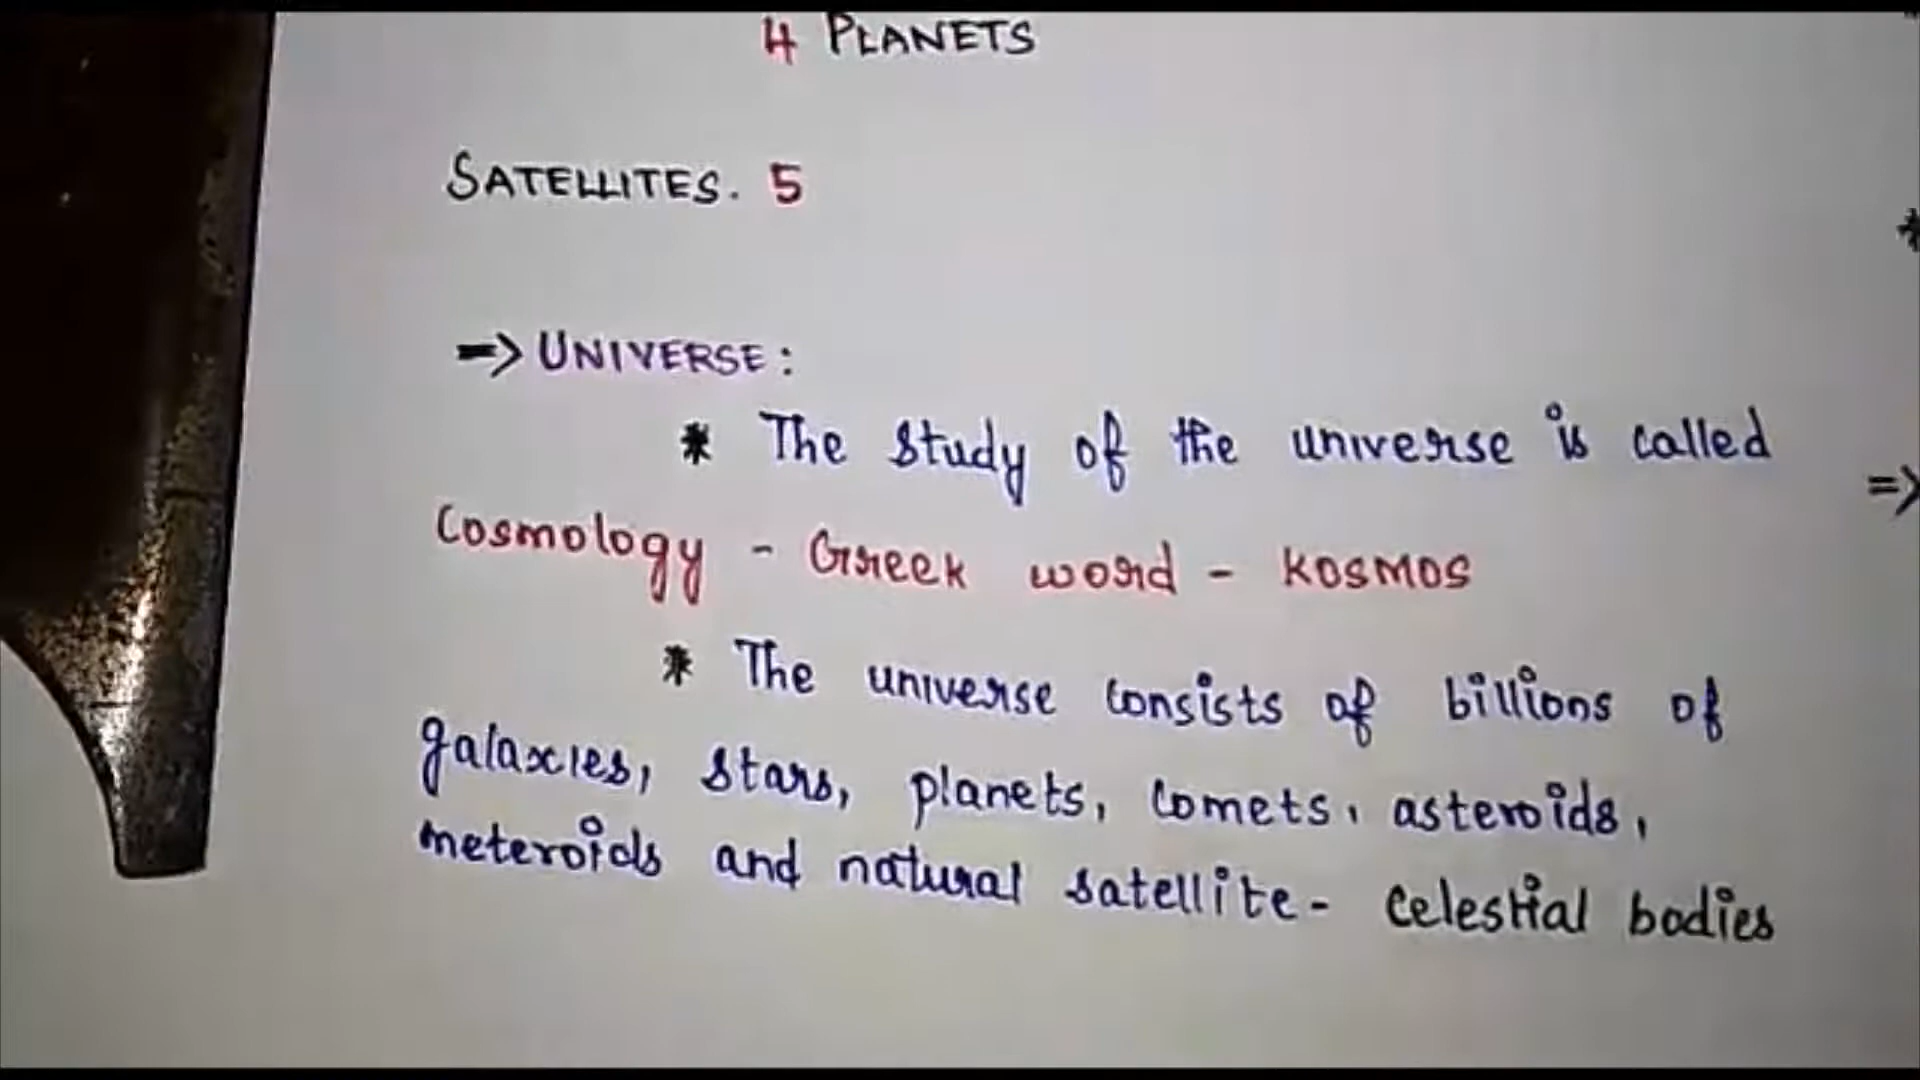 4 PLANETS
SATELLITES. 5
=> UNIVERSE:
* The study of the universe is called
Cosmology - Greek word - KOSMOS
* The universe consists of billions of
galaxies, stars, planets, comets, asteroids,
meteroids and natural satellite - celestial bodies
*
=>